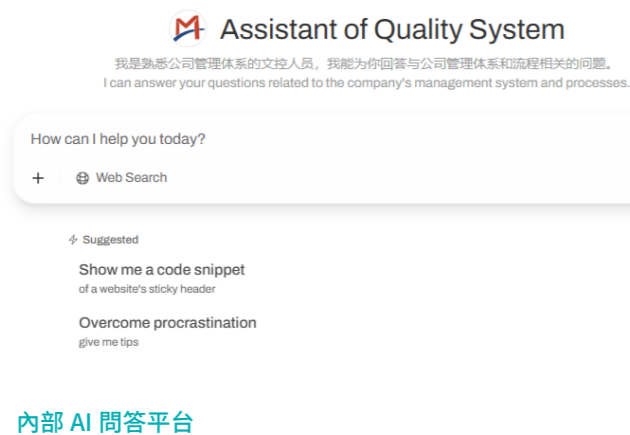 Assistant of Quality System
我是熟悉公司管理体系的文控人员，我能为你回答与公司管理体系和流程相关的问题。
I can answer your questions related to the company's management system and processes.
How can I help you today?
+ Web Search
Suggested
Show me a code snippet
of a website's sticky header
Overcome procrastination
give me tips
內部 AI 問答平台